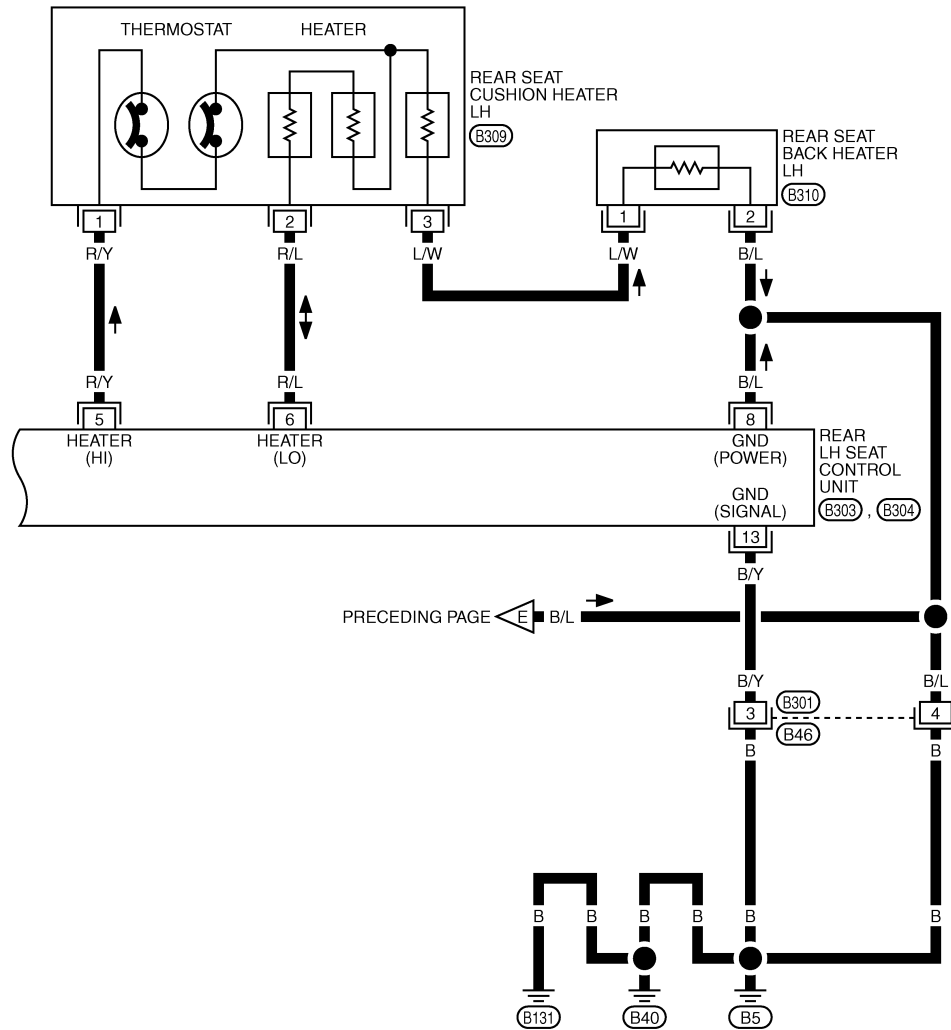 THERMOSTAT HEATER
REAR SEAT
CUSHION HEATER
LH
B309
REAR SEAT
BACK HEATER
LH
B310
1 2 3 1 2
R/Y R/L L/W L/W B/L
R/Y R/L B/L
5 6 8
HEATER
(HI)
HEATER
(LO)
GND
(POWER)
REAR
LH SEAT
CONTROL
UNIT
B303 , B304
GND
(SIGNAL)
13
B/Y
PRECEDING PAGE E B/L
B/Y B/L
3 B301 4
B46
B B
B B B B B B
B131 B40 B5